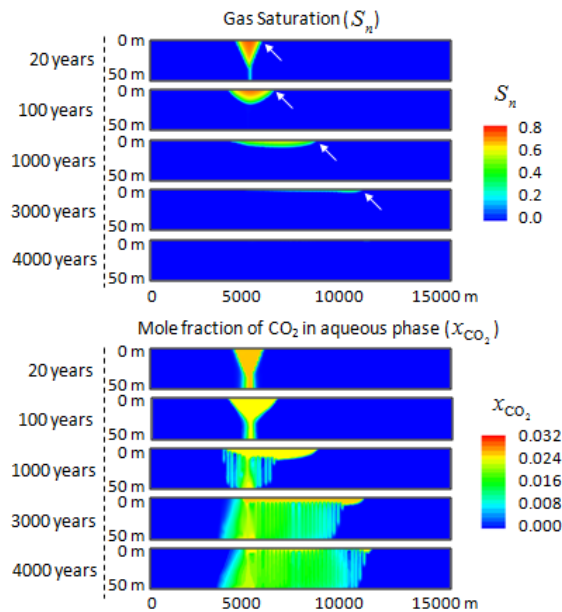 Gas Saturation (Sₙ)
20 years
0 m
50 m
100 years
0 m
50 m
1000 years
0 m
50 m
3000 years
0 m
50 m
4000 years
0 m
50 m
0 5000 10000 15000 m
Sₙ
0.8
0.6
0.4
0.2
0.0
Mole fraction of CO₂ in aqueous phase (x_CO₂)
20 years
0 m
50 m
100 years
0 m
50 m
1000 years
0 m
50 m
3000 years
0 m
50 m
4000 years
0 m
50 m
0 5000 10000 15000 m
x_CO₂
0.032
0.024
0.016
0.008
0.000